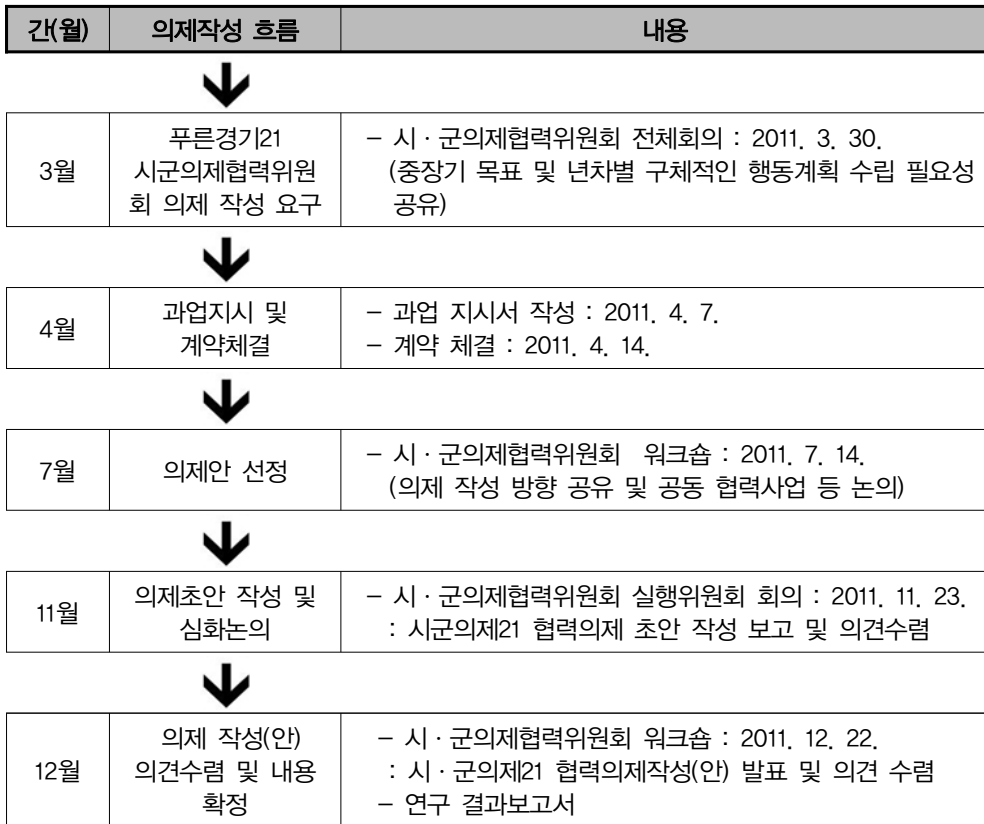 간(월) 의제작성 흐름 내용
3월
푸른경기21
시군의제협력위원
회 의제 작성 요구
- 시·군의제협력위원회 전체회의 : 2011. 3. 30.
(중장기 목표 및 년차별 구체적인 행동계획 수립 필요성
공유)
4월
과업지시 및
계약체결
- 과업 지시서 작성 : 2011. 4. 7.
- 계약 체결 : 2011. 4. 14.
7월
의제안 선정
- 시·군의제협력위원회 워크숍 : 2011. 7. 14.
(의제 작성 방향 공유 및 공동 협력사업 등 논의)
11월
의제초안 작성 및
심화논의
- 시·군의제협력위원회 실행위원회 회의 : 2011. 11. 23.
: 시군의제21 협력의제 초안 작성 보고 및 의견수렴
12월
의제 작성(안)
의견수렴 및 내용
확정
- 시·군의제협력위원회 워크숍 : 2011. 12. 22.
: 시·군의제21 협력의제작성(안) 발표 및 의견 수렴
- 연구 결과보고서